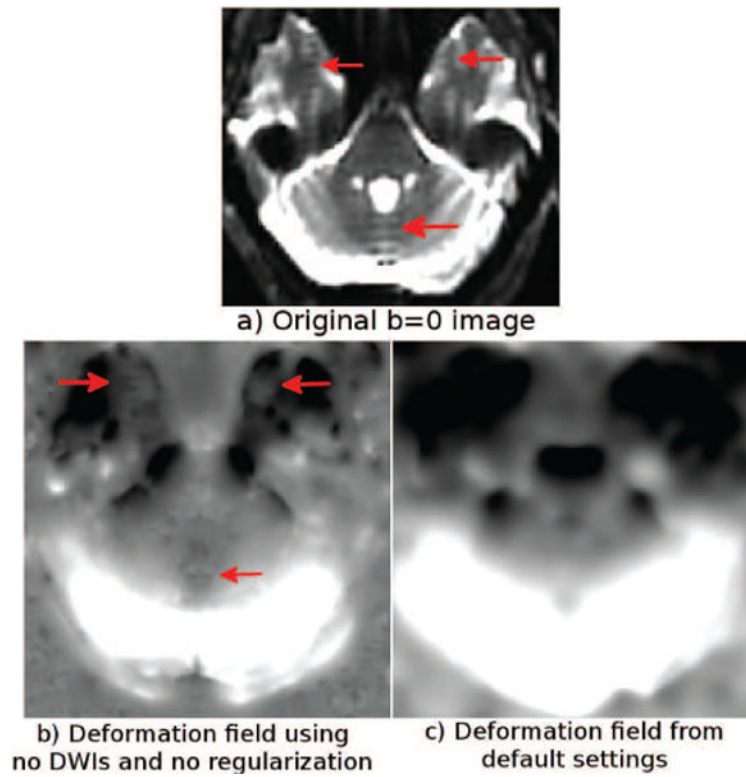 a) Original b=0 image
b) Deformation field using
no DWIs and no regularization
c) Deformation field from
default settings